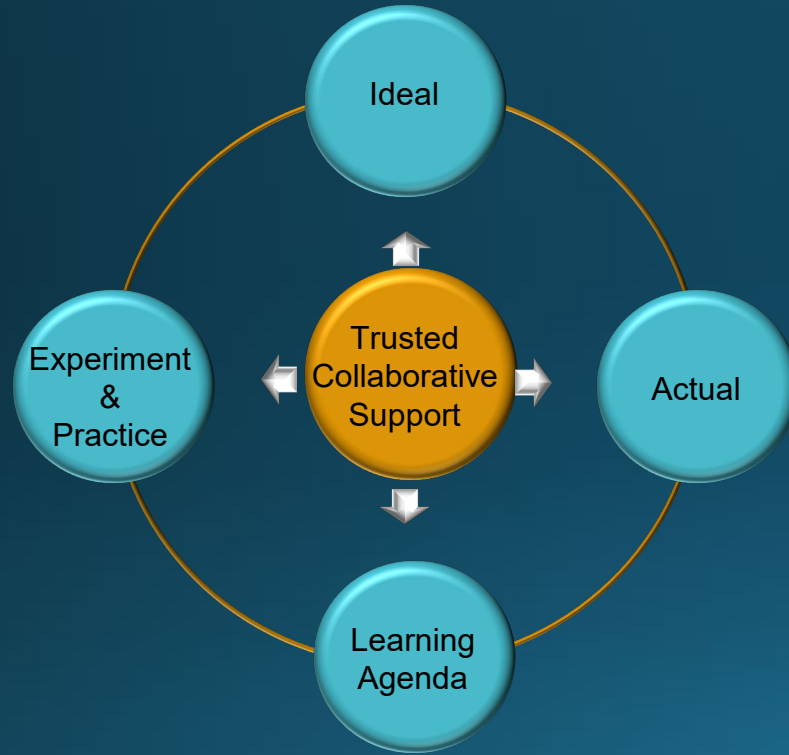 Ideal
Experiment
&
Practice
Trusted
Collaborative
Support
Actual
Learning
Agenda